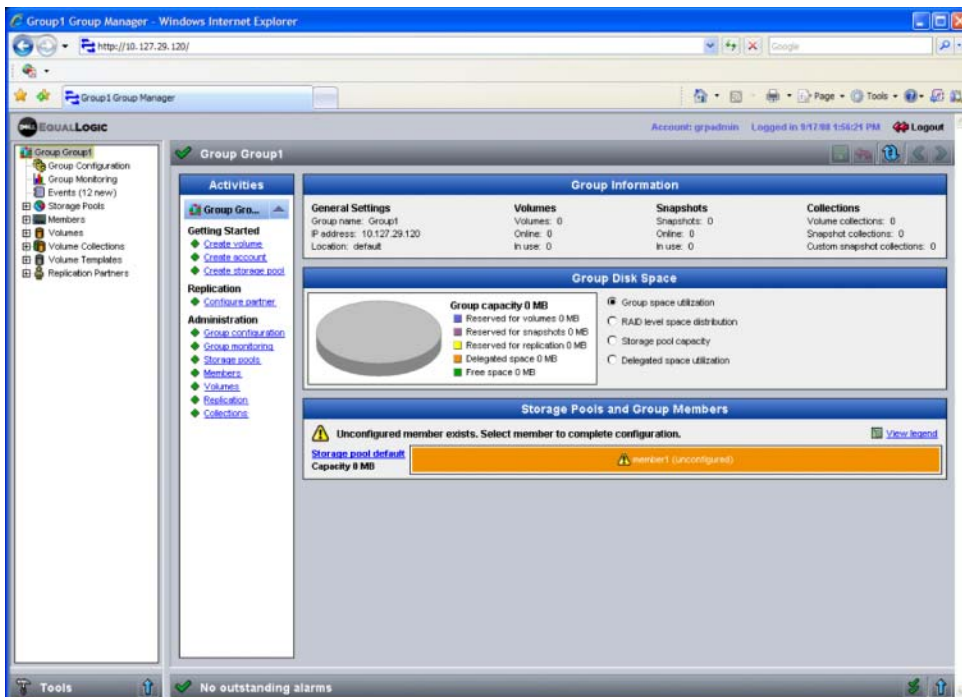 Group1 Group Manager - Windows Internet Explorer
http://10.127.29.120/
Google
Group1 Group Manager
Page
Tools
DELL EQUALLOGIC
Account: grpadmin Logged in 9/17/08 1:56:21 PM Logout
Group Group1
Group Configuration
Group Monitoring
Events (12 new)
Storage Pools
Members
Volumes
Volume Collections
Volume Templates
Replication Partners
Tools
Group Group1
Activities
Group Gro...
Getting Started
Create volume
Create account
Create storage pool
Replication
Configure partner
Administration
Group configuration
Group monitoring
Storage pools
Members
Volumes
Replication
Collections
Group Information
General Settings
Group name: Group1
IP address: 10.127.29.120
Location: default
Volumes
Volumes: 0
Online: 0
In use: 0
Snapshots
Snapshots: 0
Online: 0
In use: 0
Collections
Volume collections: 0
Snapshot collections: 0
Custom snapshot collections: 0
Group Disk Space
Group capacity 0 MB
Reserved for volumes 0 MB
Reserved for snapshots 0 MB
Reserved for replication 0 MB
Delegated space 0 MB
Free space 0 MB
Group space utilization
RAID level space distribution
Storage pool capacity
Delegated space utilization
Storage Pools and Group Members
Unconfigured member exists. Select member to complete configuration.
View legend
Storage pool default
Capacity 0 MB
member1 (unconfigured)
No outstanding alarms